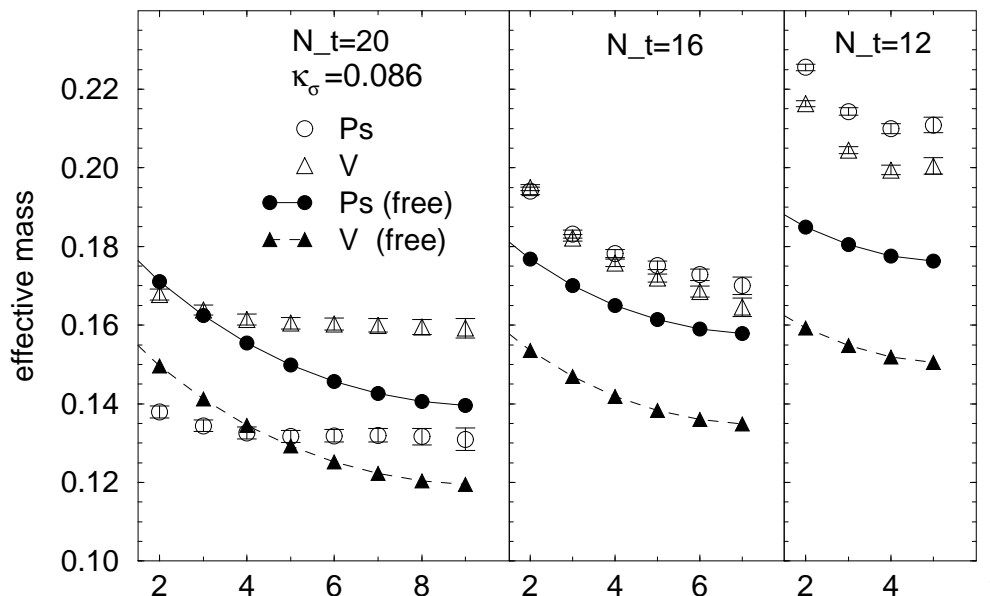 N_t=20
κσ=0.086
Ps
V
Ps (free)
V (free)
N_t=16
N_t=12
effective mass
0.22
0.20
0.18
0.16
0.14
0.12
0.10
2 4 6 8 2 4 6 2 4